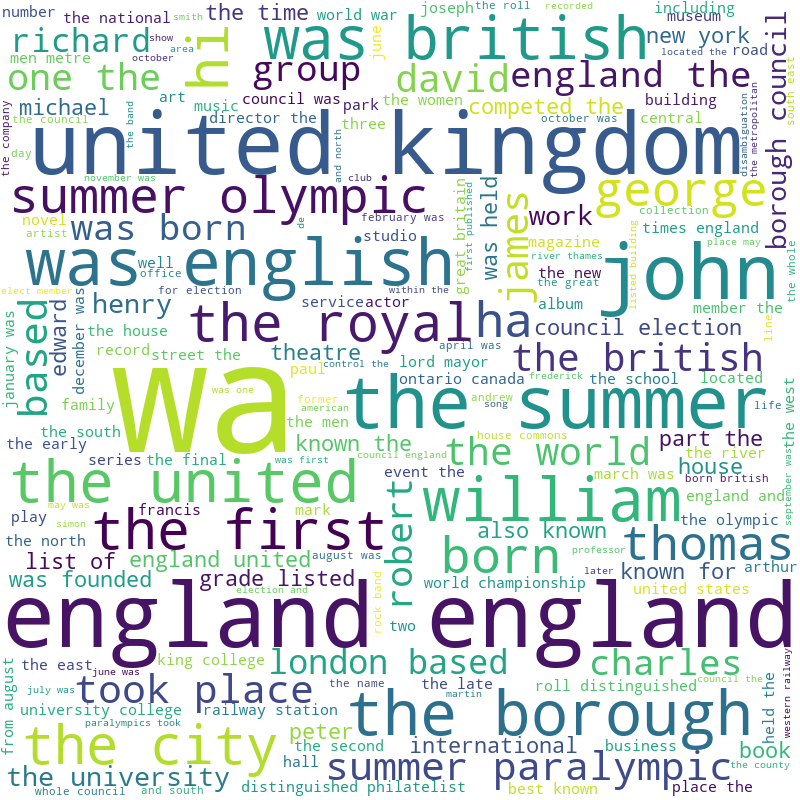 number
the national
smith
the time
world war
joseph
the roll
recorded
including
museum
richard
show
area
october
hi
was british
june
new york
located the
road
men metre
one the
group
david
england the
borough council
south east
michael
art
music
council was
park
the women
competed the
building
the company
the council
day
the band
director the
three
and north
october was
central
disambiguation
the metropolitan
united kingdom
november was
club
summer olympic
de
february was
great britain
first published
was held
james
work
george
collection
novel
artist
was born
studio
magazine
times england
place may
river thames
listed building
the whole
well
office
was english
the new
the great
john
elect member
for election
within the
album
member the
line
january was
based
edward
december was
henry
service
actor
the house
the royal
ha
council election
record
street the
theatre
april was
paul
control the
lord mayor
the british
wa
was one
former
american
ontario canada
frederick
the school
located
andrew
song
life
the west
family
the men
the summer
the south
known the
house commons
council england
the early
series
the final
was first
event the
the world
part the
the river
house
born british
september was
march was
the united
may was
simon
francis
mark
robert
william
england and
play
the first
also known
the olympic
the north
thomas
list of
england united
august was
born
professor
later
known for
arthur
was founded
grade listed
election and
rock band
two
world championship
united states
england england
from august
the east
june was
king college
london based
charles
council the
western railway
july was
took place
the name
the late
martin
roll distinguished
held the
university college
railway station
the borough
paralympics took
peter
the city
the second
international
business
book
hall
the university
summer paralympic
the county
whole council
and south
distinguished philatelist
best known
place the